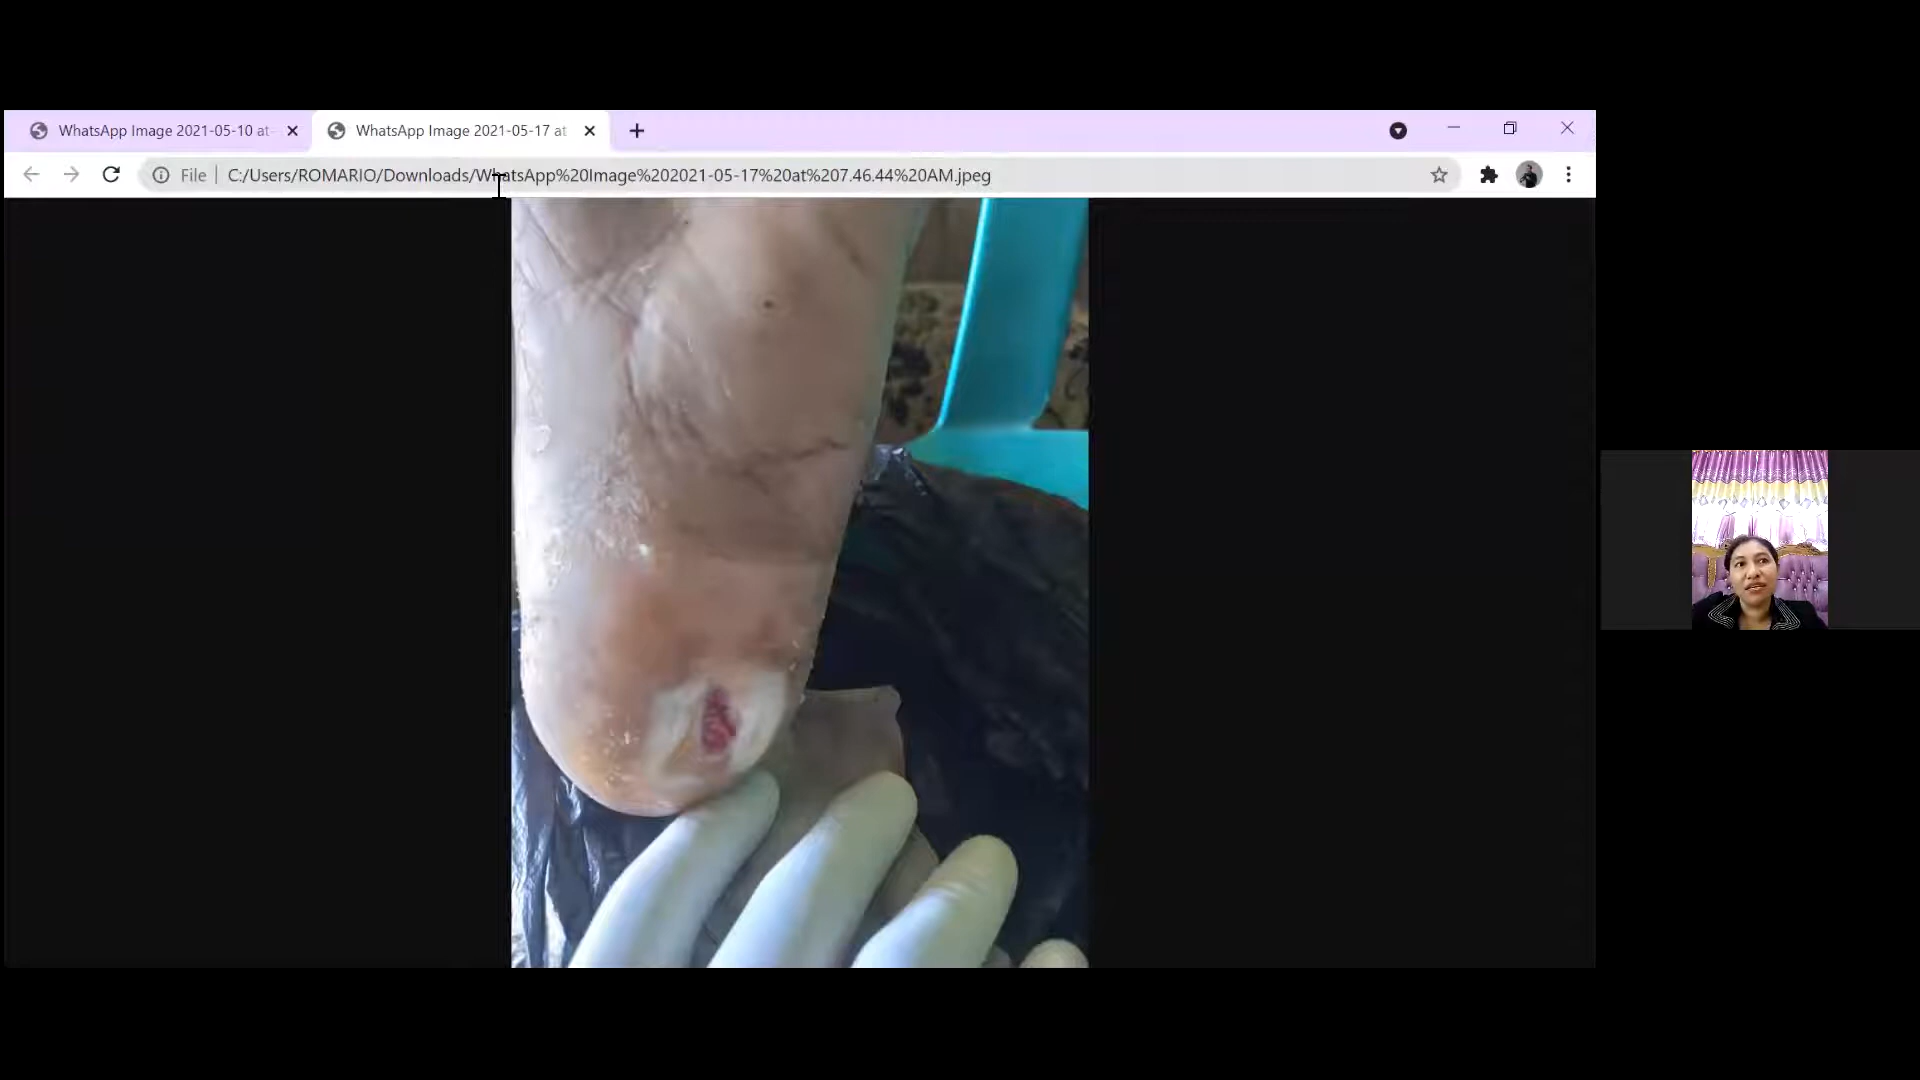 WhatsApp Image 2021-05-10 at
WhatsApp Image 2021-05-17 at
File
C:/Users/ROMARIO/Downloads/WhatsApp%20Image%202021-05-17%20at%207.46.44%20AM.jpeg